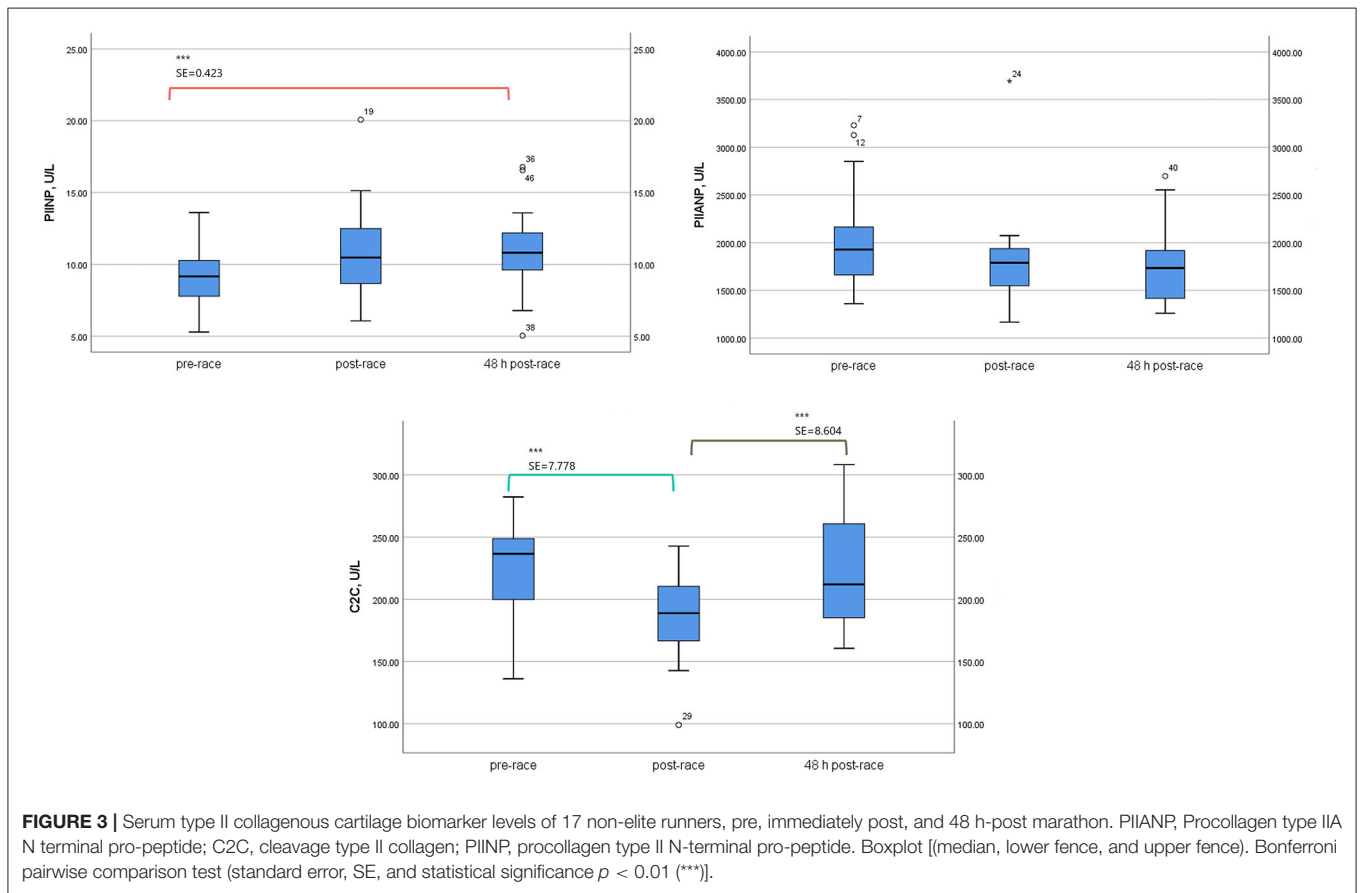 ***
SE=0.423
25.00
20.00
15.00
10.00
5.00
PIINP, U/L
19
36
46
38
25.00
20.00
15.00
10.00
5.00
pre-race
post-race
48 h post-race
4000.00
3500.00
3000.00
2500.00
2000.00
1500.00
1000.00
PIIANP, U/L
7
12
24
*
40
4000.00
3500.00
3000.00
2500.00
2000.00
1500.00
1000.00
pre-race
post-race
48 h post-race
***
SE=7.778
***
SE=8.604
300.00
250.00
200.00
150.00
100.00
C2C, U/L
29
300.00
250.00
200.00
150.00
100.00
pre-race
post-race
48 h post-race
FIGURE 3 | Serum type II collagenous cartilage biomarker levels of 17 non-elite runners, pre, immediately post, and 48 h-post marathon. PIIANP, Procollagen type IIA
N terminal pro-peptide; C2C, cleavage type II collagen; PIINP, procollagen type II N-terminal pro-peptide. Boxplot [(median, lower fence, and upper fence). Bonferroni
pairwise comparison test (standard error, SE, and statistical significance p < 0.01 (***)].